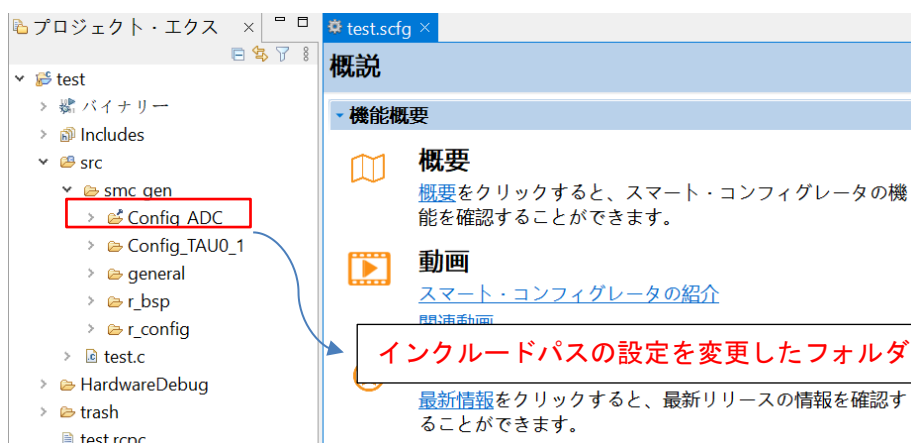 プロジェクト・エクス
test
バイナリー
Includes
src
smc_gen
Config_ADC
Config_TAU0_1
general
r_bsp
r_config
test.c
HardwareDebug
trash
test.rcpc
test.scfg
概説
機能概要
概要
概要をクリックすると、スマート・コンフィグレータの機
能を確認することができます。
動画
スマート・コンフィグレータの紹介
関連動画
インクルードパスの設定を変更したフォルダ
最新情報をクリックすると、最新リリースの情報を確認す
ることができます。